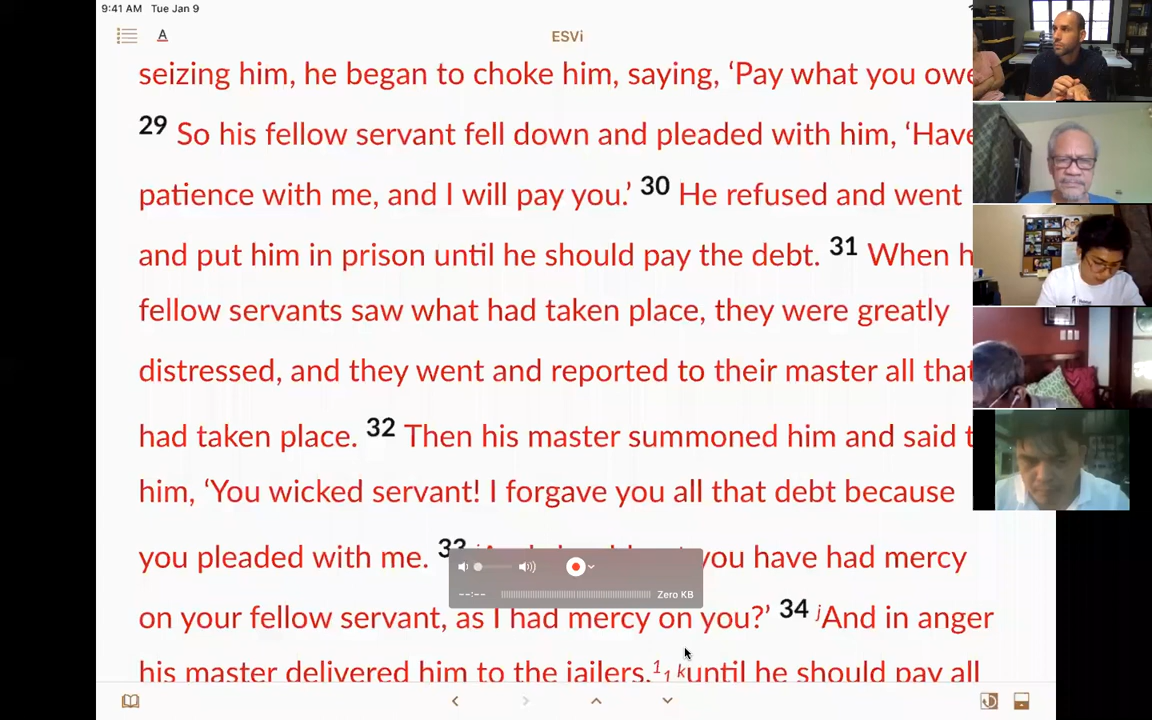 9:41 AM Tue Jan 9
A
ESVi
seizing him, he began to choke him, saying, ‘Pay what you owe
29 So his fellow servant fell down and pleaded with him, ‘Have
patience with me, and I will pay you.’ 30 He refused and went
and put him in prison until he should pay the debt. 31 When h
fellow servants saw what had taken place, they were greatly
distressed, and they went and reported to their master all that
had taken place. 32 Then his master summoned him and said t
him, ‘You wicked servant! I forgave you all that debt because
you pleaded with me. 33 you have had mercy
--:-- Zero KB
on your fellow servant, as I had mercy on you?’ 34 jAnd in anger
his master delivered him to the jailers,1 1 kuntil he should pay all